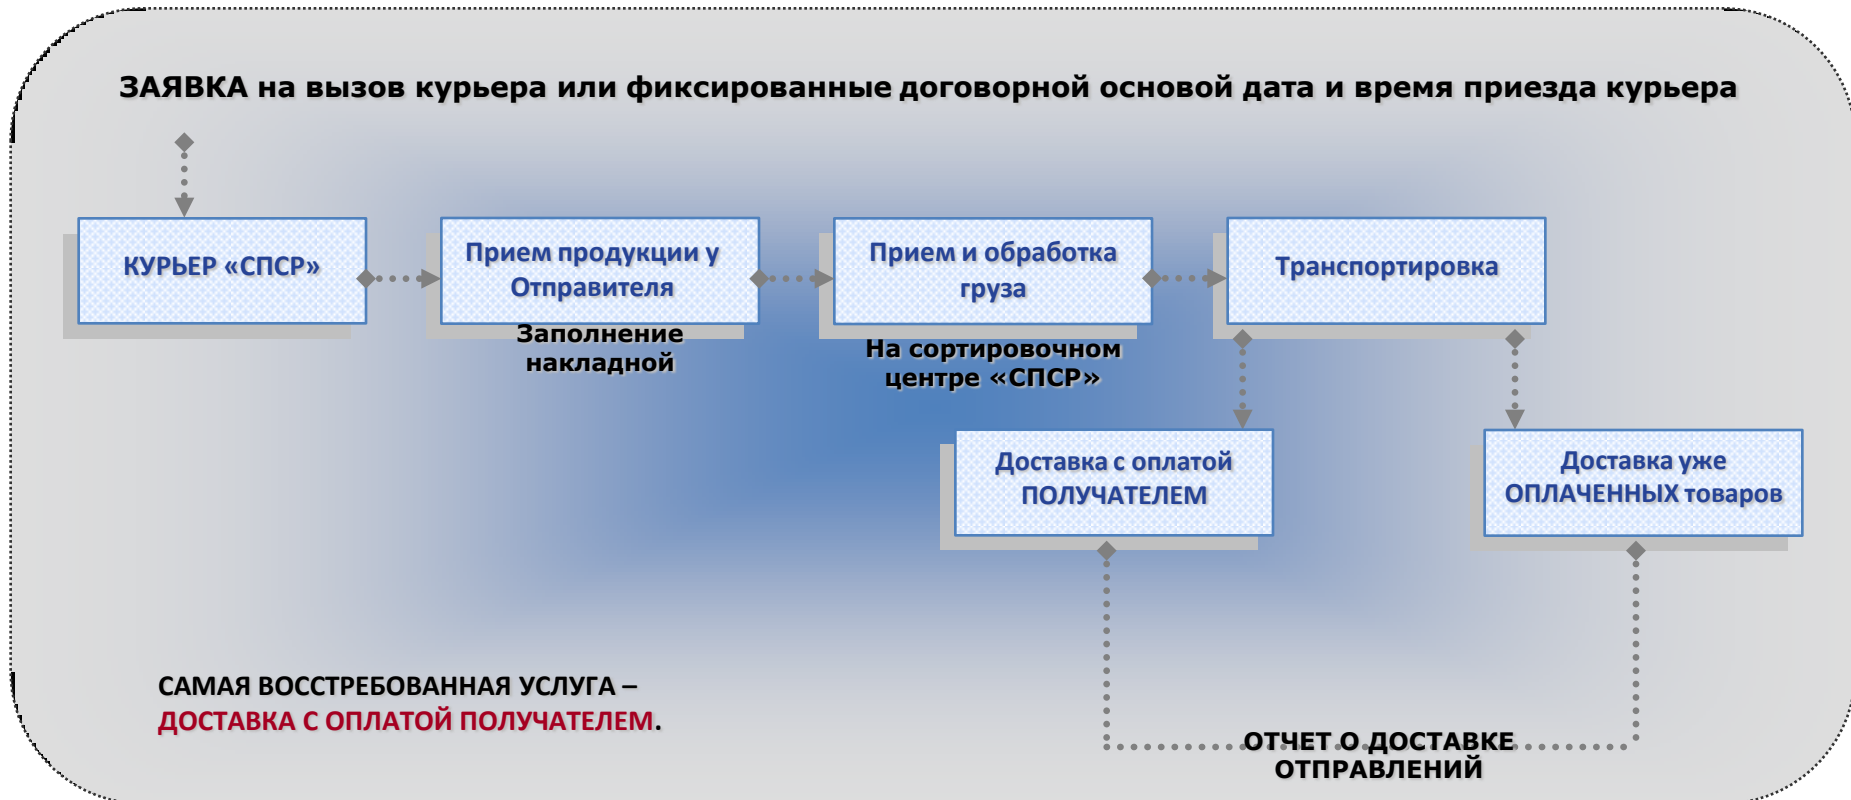 ЗАЯВКА на вызов курьера или фиксированные договорной основой дата и время приезда курьера
КУРЬЕР «СПСР»
Прием продукции у
Отправителя
Заполнение
накладной
Прием и обработка
груза
На сортировочном
центре «СПСР»
Транспортировка
Доставка с оплатой
ПОЛУЧАТЕЛЕМ
Доставка уже
ОПЛАЧЕННЫХ товаров
САМАЯ ВОССТРЕБОВАННАЯ УСЛУГА –
ДОСТАВКА С ОПЛАТОЙ ПОЛУЧАТЕЛЕМ.
ОТЧЕТ О ДОСТАВКЕ
ОТПРАВЛЕНИЙ